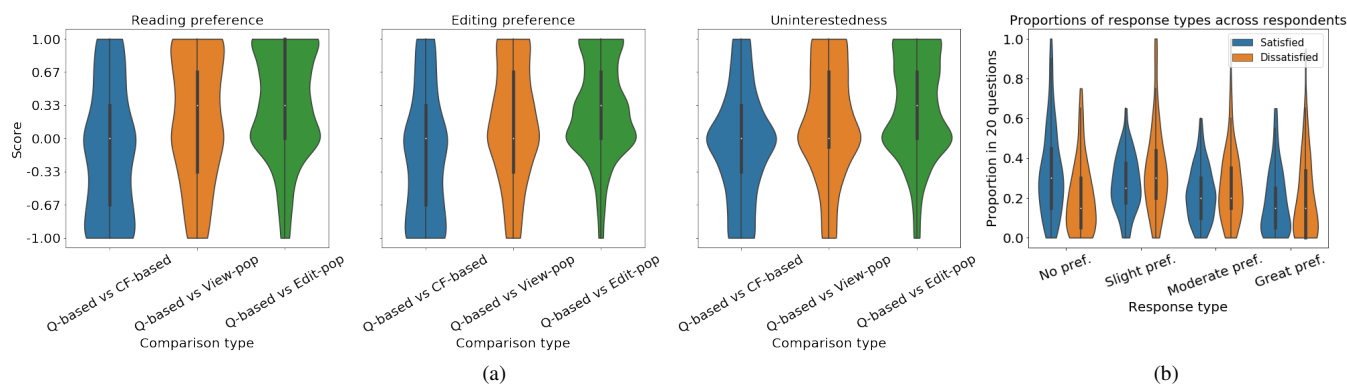 Reading preference
Editing preference
Uninterestedness
Proportions of response types across respondents
Score
1.00
0.67
0.33
0.00
-0.33
-0.67
-1.00
Q-based vs CF-based
Q-based vs View-pop
Q-based vs Edit-pop
Comparison type
Q-based vs CF-based
Q-based vs View-pop
Q-based vs Edit-pop
Comparison type
Q-based vs CF-based
Q-based vs View-pop
Q-based vs Edit-pop
Comparison type
Proportion in 20 questions
1.0
0.8
0.6
0.4
0.2
0.0
Satisfied
Dissatisfied
No pref.
Slight pref.
Moderate pref.
Great pref.
Response type
(a)
(b)